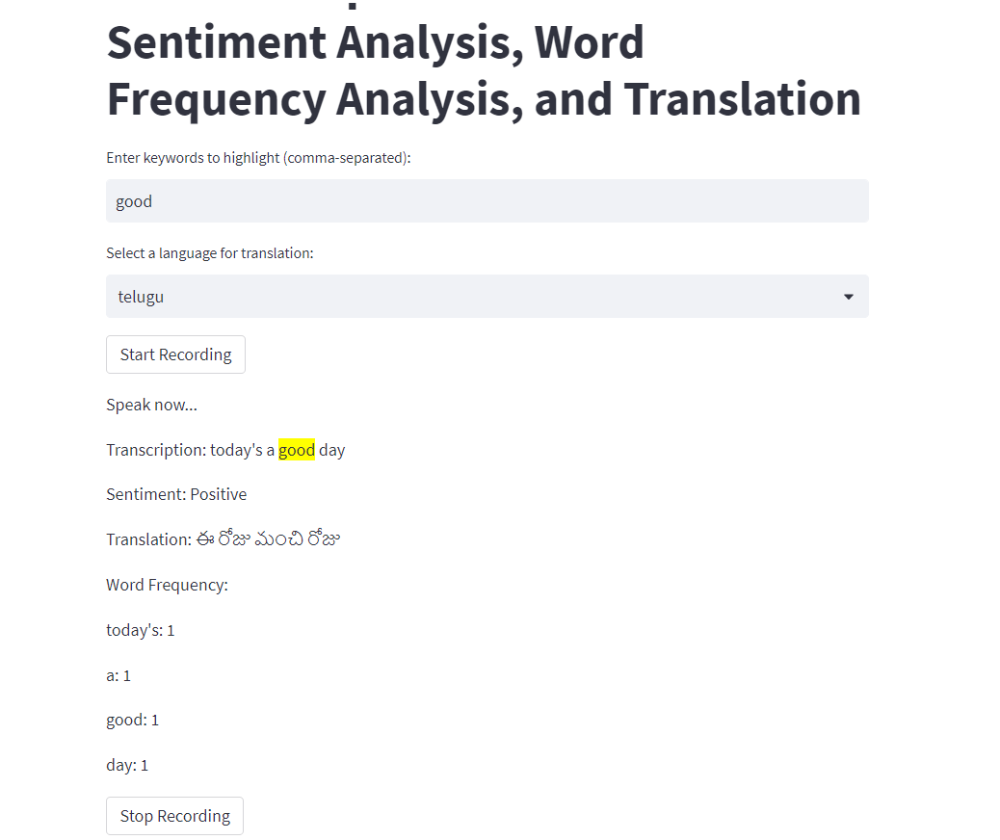 Sentiment Analysis, Word
Frequency Analysis, and Translation
Enter keywords to highlight (comma-separated):
good
Select a language for translation:
telugu
Start Recording
Speak now...
Transcription: today's a good day
Sentiment: Positive
Translation: ఈ రోజు మంచి రోజు
Word Frequency:
today's: 1
a: 1
good: 1
day: 1
Stop Recording